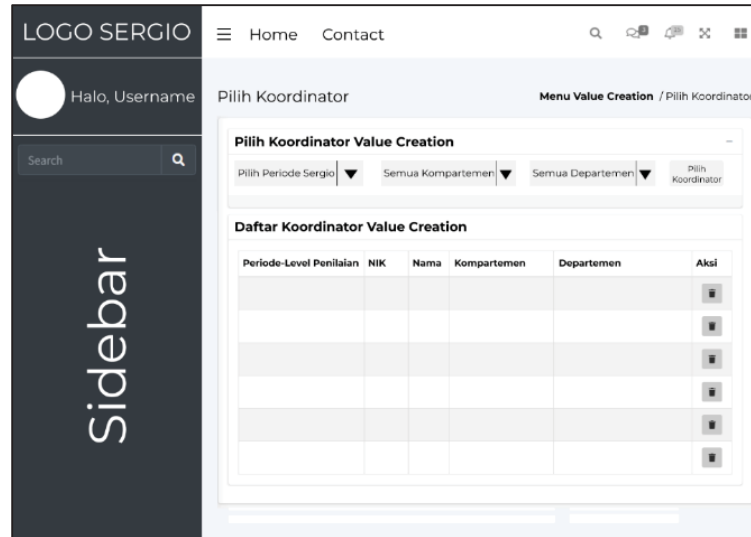 LOGO SERGIO
Home Contact
Halo, Username
Pilih Koordinator
Menu Value Creation / Pilih Koordinator
Search
Pilih Koordinator Value Creation
Pilih Periode Sergio Semua Kompartemen Semua Departemen Pilih
Koordinator
Daftar Koordinator Value Creation
Periode-Level Penilaian NIK Nama Kompartemen Departemen Aksi
Sidebar